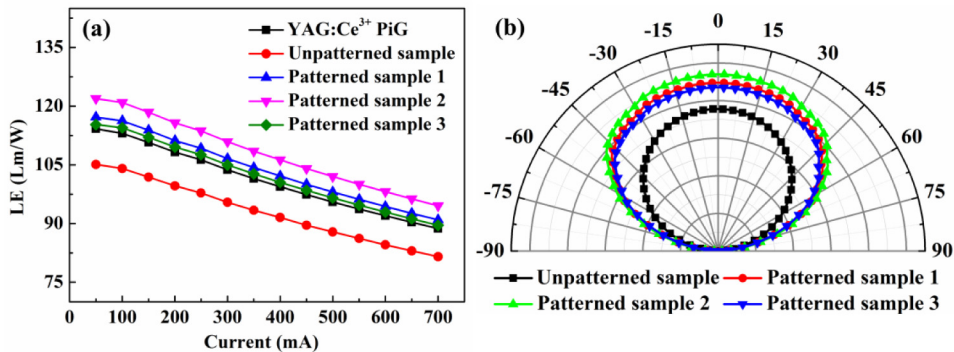 (a)
YAG:Ce³⁺ PiG
Unpatterned sample
Patterned sample 1
Patterned sample 2
Patterned sample 3
LE (Lm/W)
135
120
105
90
75
0 100 200 300 400 500 600 700
Current (mA)
(b)
0
-15 15
-30 30
-45 45
-60 60
-75 75
-90 90
Unpatterned sample Patterned sample 1
Patterned sample 2 Patterned sample 3